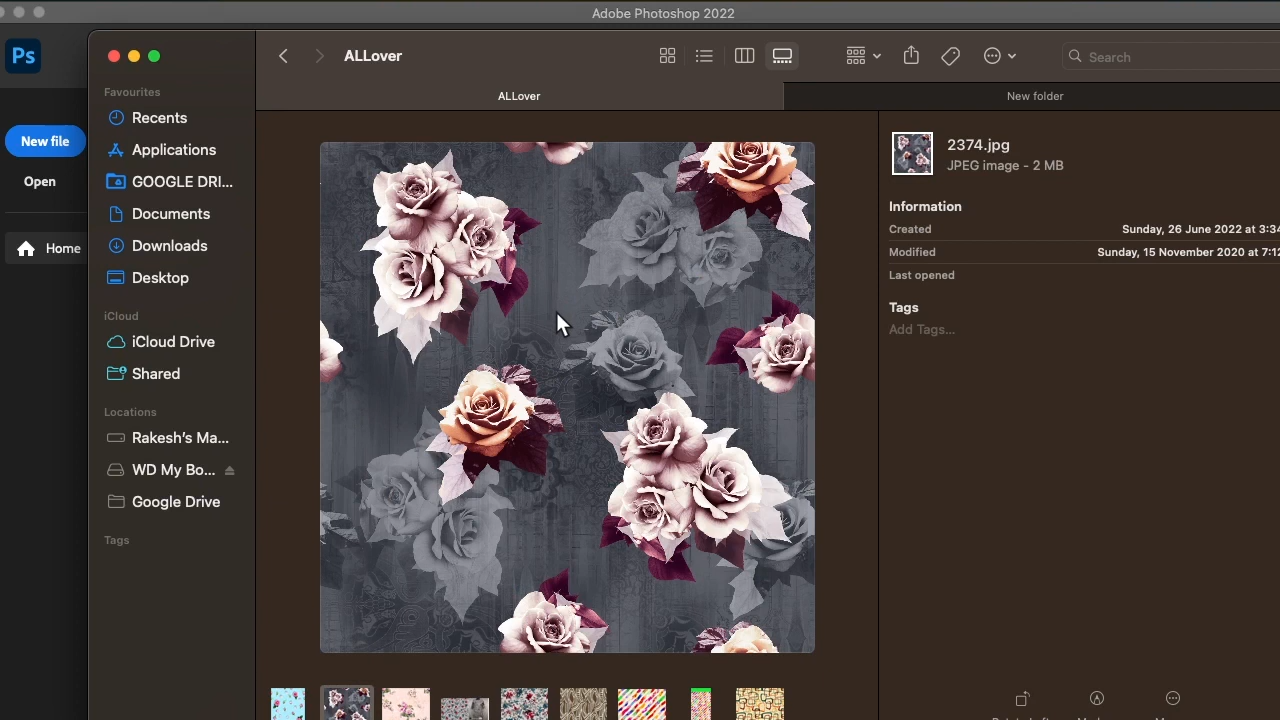 Adobe Photoshop 2022
Ps
New file
Open
Home
Favourites
Recents
Applications
GOOGLE DRI...
Documents
Downloads
Desktop
iCloud
iCloud Drive
Shared
Locations
Rakesh's Ma...
WD My Bo...
Google Drive
Tags
ALLover
Search
ALLover
New folder
2374.jpg
JPEG image - 2 MB
Information
Created Sunday, 26 June 2022 at 3:34
Modified Sunday, 15 November 2020 at 7:12
Last opened
Tags
Add Tags...